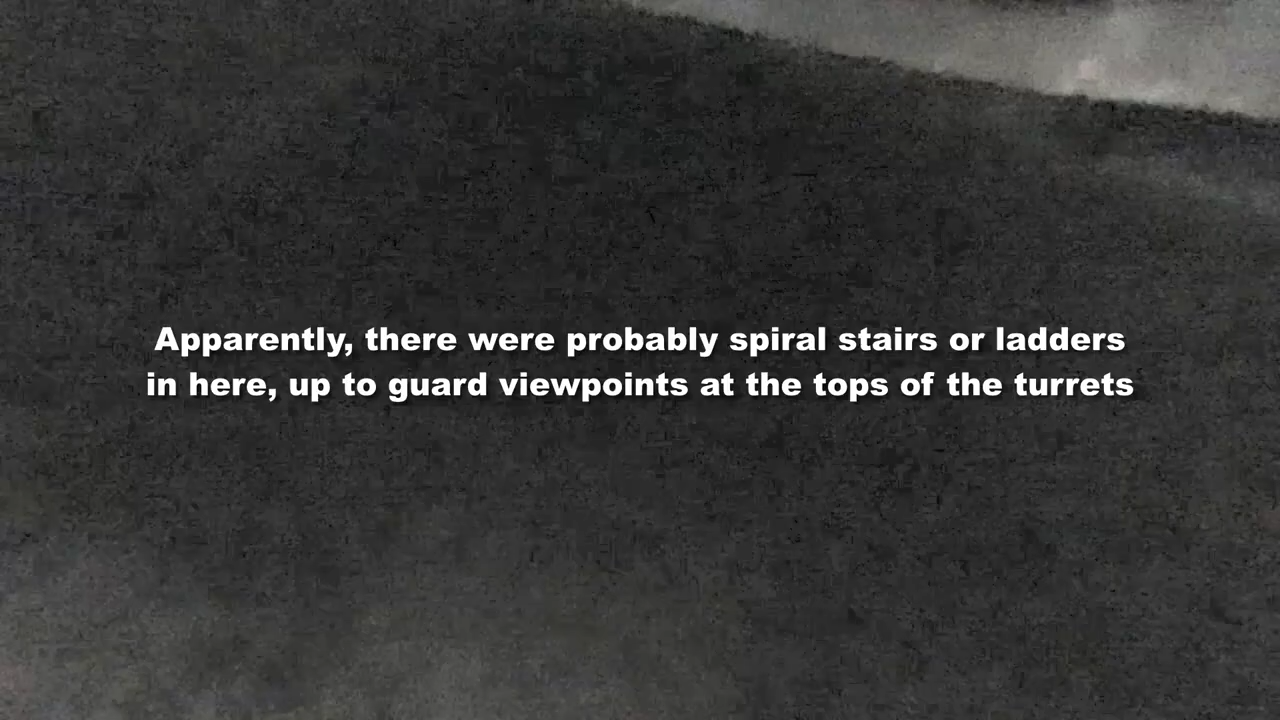 Apparently, there were probably spiral stairs or ladders
in here, up to guard viewpoints at the tops of the turrets